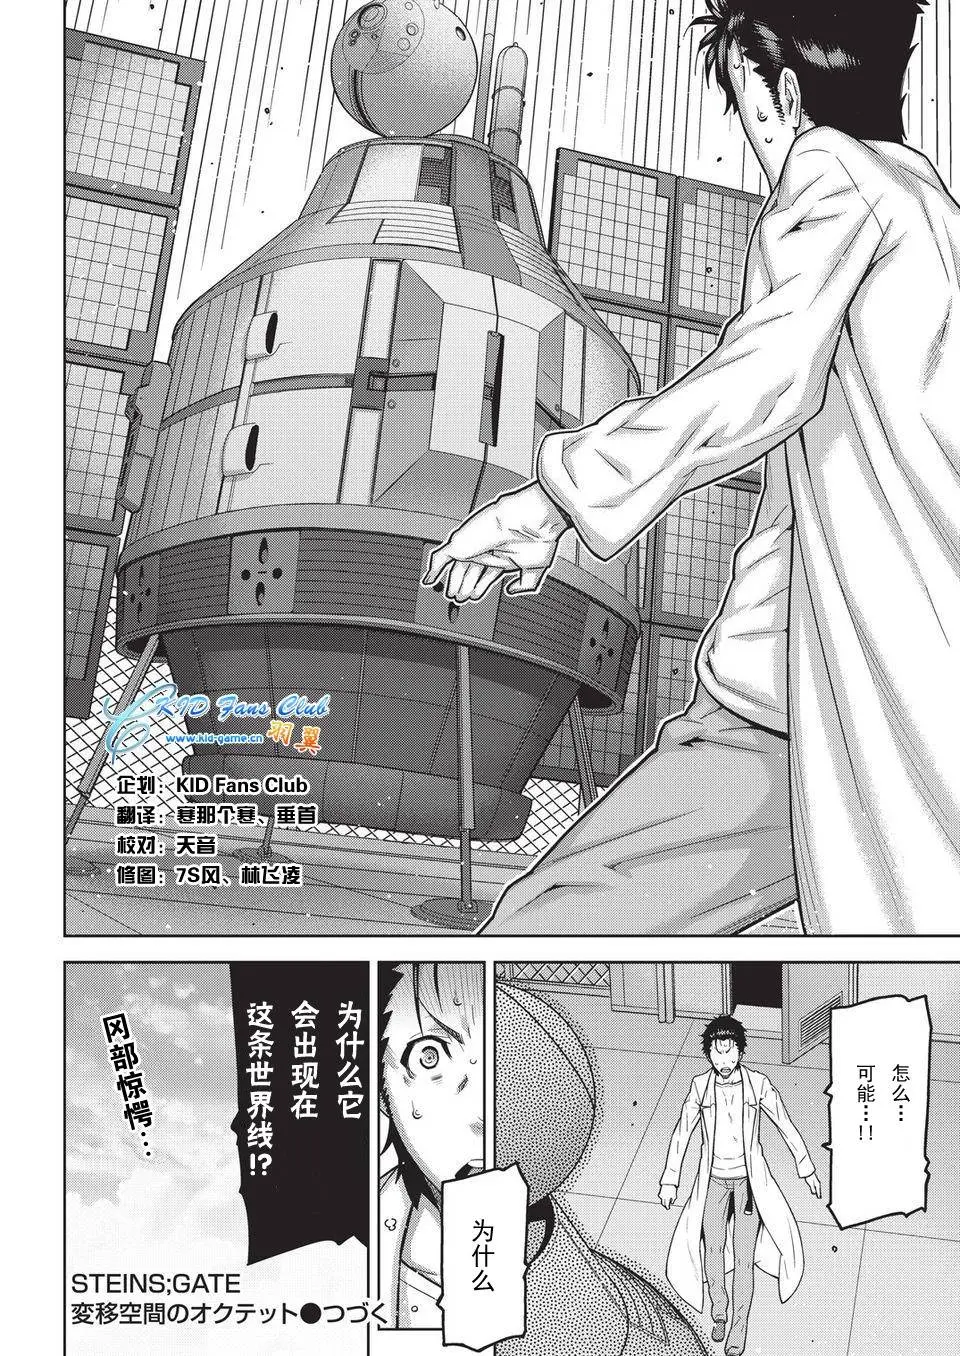 KID Fans Club
www.kid-game.cn
羽翼
企划：KID Fans Club
翻译：寒那个寒、垂首
校对：天音
修图：7S风、林飞凌
怎么…
可能…!!
为什么
为什么它
会出现在
这条世界线!?
冈部惊愕…
STEINS;GATE
変移空間のオクテット●つづく